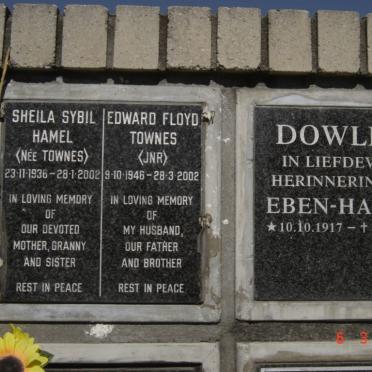 SHEILA SYBIL
HAMEL
(NÉE TOWNES)
23·11·1936 - 28·1·2002
IN LOVING MEMORY
OF
OUR DEVOTED
MOTHER, GRANNY
AND SISTER
REST IN PEACE
EDWARD FLOYD
TOWNES
(JNR)
9·10·1946 - 28·3·2002
IN LOVING MEMORY
OF
MY HUSBAND,
OUR FATHER
AND BROTHER
REST IN PEACE
DOWL
IN LIEFDEV
HERINNERIN
EBEN-HA
★ 10.10.1917 – †